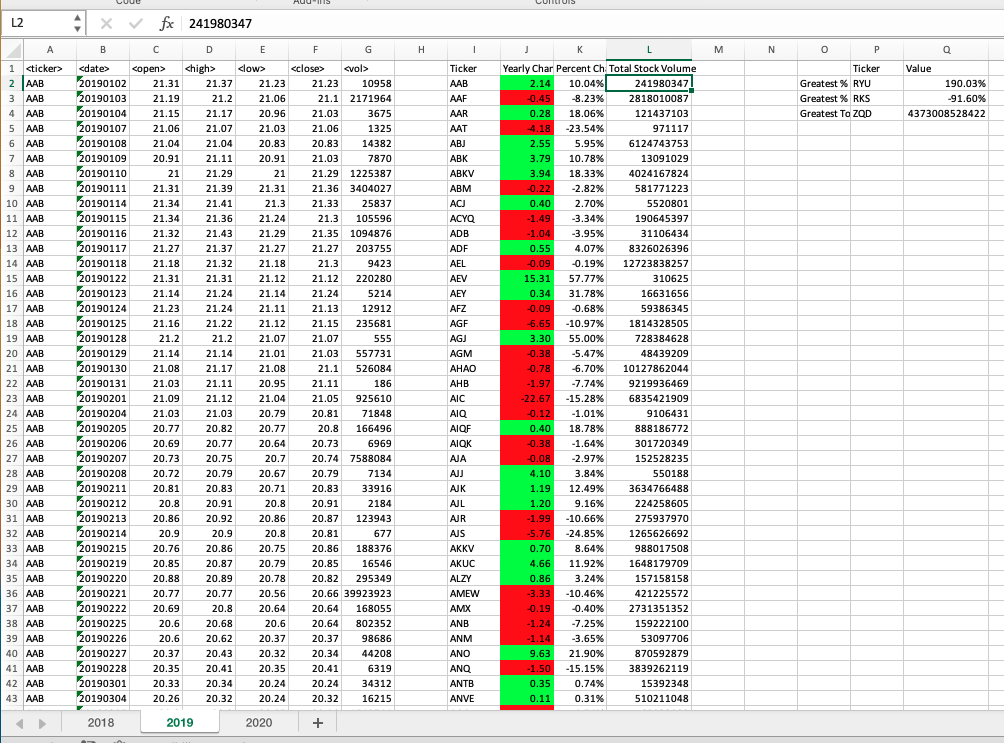 Code Add-ins Controls
L2 fx 241980347
A B C D E F G H I J K L M N O P Q
1 <ticker> <date> <open> <high> <low> <close> <vol> Ticker Yearly Char Percent Ch Total Stock Volume Ticker Value
2 AAB 20190102 21.31 21.37 21.23 21.23 10958 AAB 2.14 10.04% 241980347 Greatest % RYU 190.03%
3 AAB 20190103 21.19 21.2 21.06 21.1 2171964 AAF -0.45 -8.23% 2818010087 Greatest % RKS -91.60%
4 AAB 20190104 21.15 21.17 20.96 21.03 3675 AAR 0.28 18.06% 121437103 Greatest To ZQD 4373008528422
5 AAB 20190107 21.06 21.07 21.03 21.06 1325 AAT -4.18 -23.54% 971117
6 AAB 20190108 21.04 21.04 20.83 20.83 14382 ABJ 2.55 5.95% 6124743753
7 AAB 20190109 20.91 21.11 20.91 21.03 7870 ABK 3.79 10.78% 13091029
8 AAB 20190110 21 21.29 21 21.29 1225387 ABKV 3.94 18.33% 4024167824
9 AAB 20190111 21.31 21.39 21.31 21.36 3404027 ABM -0.22 -2.82% 581771223
10 AAB 20190114 21.34 21.41 21.3 21.33 25837 ACJ 0.40 2.70% 5520801
11 AAB 20190115 21.34 21.36 21.24 21.3 105596 ACYQ -1.49 -3.34% 190645397
12 AAB 20190116 21.32 21.43 21.29 21.35 1094876 ADB -1.04 -3.95% 31106434
13 AAB 20190117 21.27 21.37 21.27 21.27 203755 ADF 0.55 4.07% 8326026396
14 AAB 20190118 21.18 21.32 21.18 21.3 9423 AEL -0.09 -0.19% 12723838257
15 AAB 20190122 21.31 21.31 21.12 21.12 220280 AEV 15.31 57.77% 310625
16 AAB 20190123 21.14 21.24 21.14 21.24 5214 AEY 0.34 31.78% 16631656
17 AAB 20190124 21.23 21.24 21.11 21.13 12912 AFZ -0.09 -0.68% 59386345
18 AAB 20190125 21.16 21.22 21.12 21.15 235681 AGF -6.65 -10.97% 1814328505
19 AAB 20190128 21.2 21.2 21.07 21.07 555 AGJ 3.30 55.00% 728384628
20 AAB 20190129 21.14 21.14 21.01 21.03 557731 AGM -0.38 -5.47% 48439209
21 AAB 20190130 21.08 21.17 21.08 21.1 526084 AHAO -0.78 -6.70% 10127862044
22 AAB 20190131 21.03 21.11 20.95 21.11 186 AHB -1.97 -7.74% 9219936469
23 AAB 20190201 21.09 21.12 21.04 21.05 925610 AIC -22.67 -15.28% 6835421909
24 AAB 20190204 21.03 21.03 20.79 20.81 71848 AIQ -0.12 -1.01% 9106431
25 AAB 20190205 20.77 20.82 20.77 20.8 166496 AIQF 0.40 18.78% 888186772
26 AAB 20190206 20.69 20.77 20.64 20.73 6969 AIQK -0.38 -1.64% 301720349
27 AAB 20190207 20.73 20.75 20.7 20.74 7588084 AJA -0.08 -2.97% 152528235
28 AAB 20190208 20.72 20.79 20.67 20.79 7134 AJJ 4.10 3.84% 550188
29 AAB 20190211 20.81 20.83 20.71 20.83 33916 AJK 1.19 12.49% 3634766488
30 AAB 20190212 20.8 20.91 20.8 20.91 2184 AJL 1.20 9.16% 224258605
31 AAB 20190213 20.86 20.92 20.86 20.87 123943 AJR -1.99 -10.66% 275937970
32 AAB 20190214 20.9 20.9 20.8 20.81 677 AJS -5.76 -24.85% 1265626692
33 AAB 20190215 20.76 20.86 20.75 20.86 188376 AKKV 0.70 8.64% 988017508
34 AAB 20190219 20.85 20.87 20.79 20.85 16546 AKUC 4.66 11.92% 1648179709
35 AAB 20190220 20.88 20.89 20.78 20.82 295349 ALZY 0.86 3.24% 157158158
36 AAB 20190221 20.77 20.77 20.56 20.66 39923923 AMEW -3.33 -10.46% 421225572
37 AAB 20190222 20.69 20.8 20.64 20.64 168055 AMX -0.19 -0.40% 2731351352
38 AAB 20190225 20.6 20.68 20.6 20.64 802352 ANB -1.24 -7.25% 159222100
39 AAB 20190226 20.6 20.62 20.37 20.37 98686 ANM -1.14 -3.65% 53097706
40 AAB 20190227 20.37 20.43 20.32 20.34 44208 ANO 9.63 21.90% 870592879
41 AAB 20190228 20.35 20.41 20.35 20.41 6319 ANQ -1.50 -15.15% 3839262119
42 AAB 20190301 20.33 20.34 20.24 20.24 34312 ANTB 0.35 0.74% 15392348
43 AAB 20190304 20.26 20.32 20.24 20.32 16215 ANVE 0.11 0.31% 510211048
2018 2019 2020 +